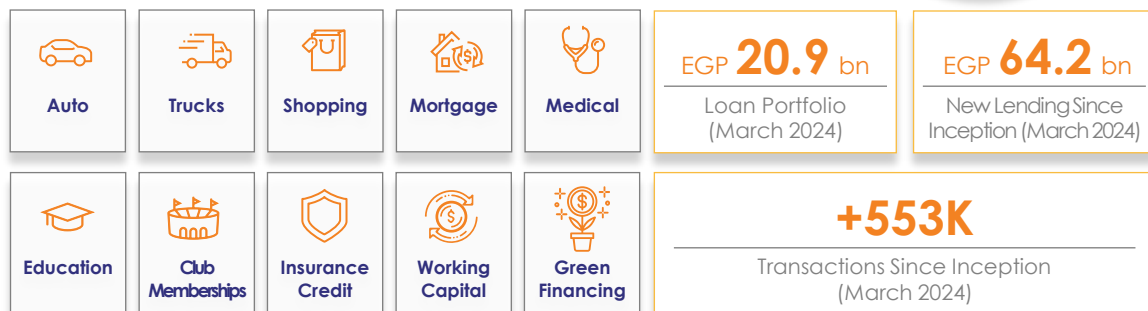 Auto
Trucks
Shopping
Mortgage
Medical
EGP 20.9 bn
Loan Portfolio
(March 2024)
EGP 64.2 bn
New Lending Since
Inception (March 2024)
Education
Club
Memberships
Insurance
Credit
Working
Capital
Green
Financing
+553K
Transactions Since Inception
(March 2024)